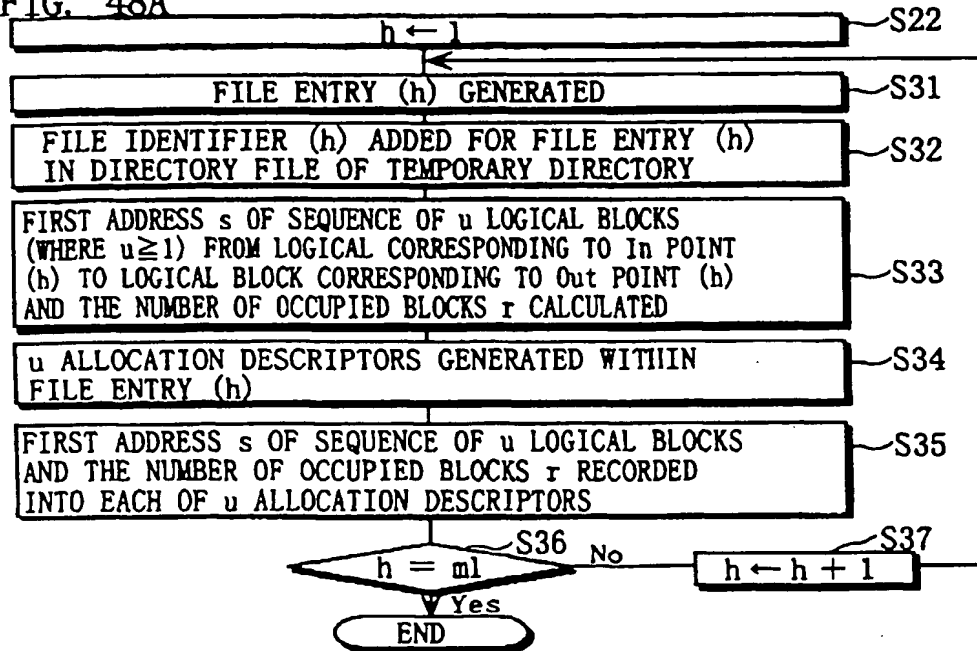 FIG. 48A
h ← 1
S22
FILE ENTRY (h) GENERATED
S31
FILE IDENTIFIER (h) ADDED FOR FILE ENTRY (h)
IN DIRECTORY FILE OF TEMPORARY DIRECTORY
S32
FIRST ADDRESS s OF SEQUENCE OF u LOGICAL BLOCKS
(WHERE u≧1) FROM LOGICAL CORRESPONDING TO In POINT
(h) TO LOGICAL BLOCK CORRESPONDING TO Out POINT (h)
AND THE NUMBER OF OCCUPIED BLOCKS r CALCULATED
S33
u ALLOCATION DESCRIPTORS GENERATED WITHIN
FILE ENTRY (h)
S34
FIRST ADDRESS s OF SEQUENCE OF u LOGICAL BLOCKS
AND THE NUMBER OF OCCUPIED BLOCKS r RECORDED
INTO EACH OF u ALLOCATION DESCRIPTORS
S35
S36
h = m1
No
S37
h ← h + 1
Yes
END